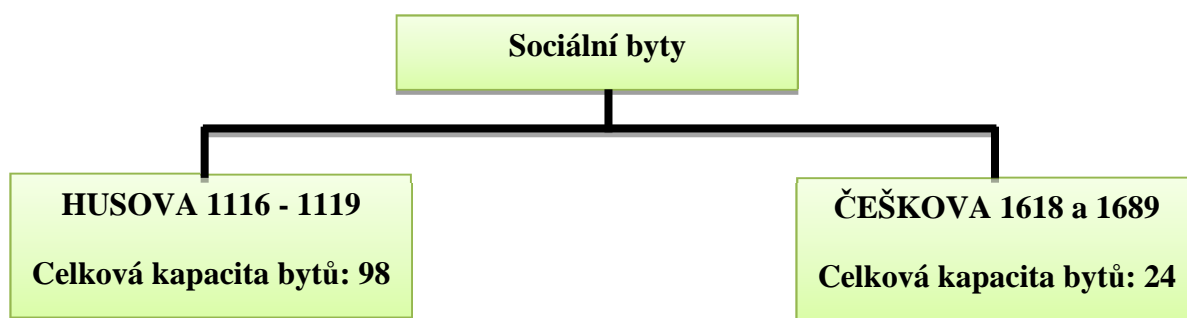 Sociální byty
HUSOVA 1116 - 1119
Celková kapacita bytů: 98
ČEŠKOVA 1618 a 1689
Celková kapacita bytů: 24